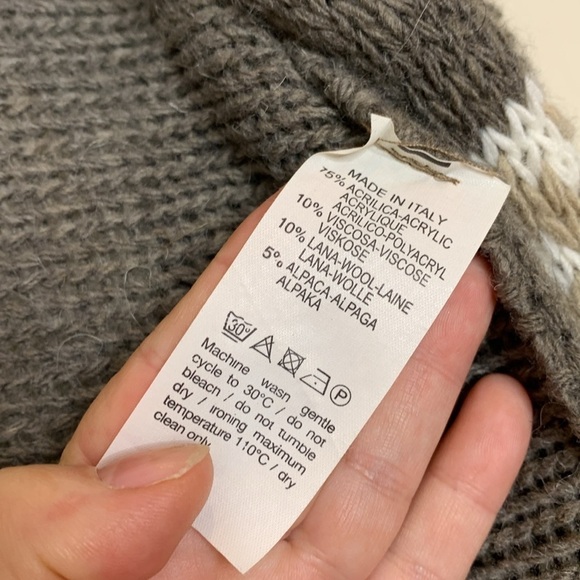 MADE IN ITALY
75% ACRILICA-ACRYLIC
ACRYLIQUE
ACRILICO-POLYACRYL
10% VISCOSA-VISCOSE
VISKOSE
10% LANA-WOOL-LAINE
LANA-WOLLE
5% ALPACA-ALPAGA
ALPAKA
30° P
Machine wasn gentle
cycle to 30°C / do not
bleach / do not tumble
dry / ironing maximum
temperature 110°C / dry
clean only